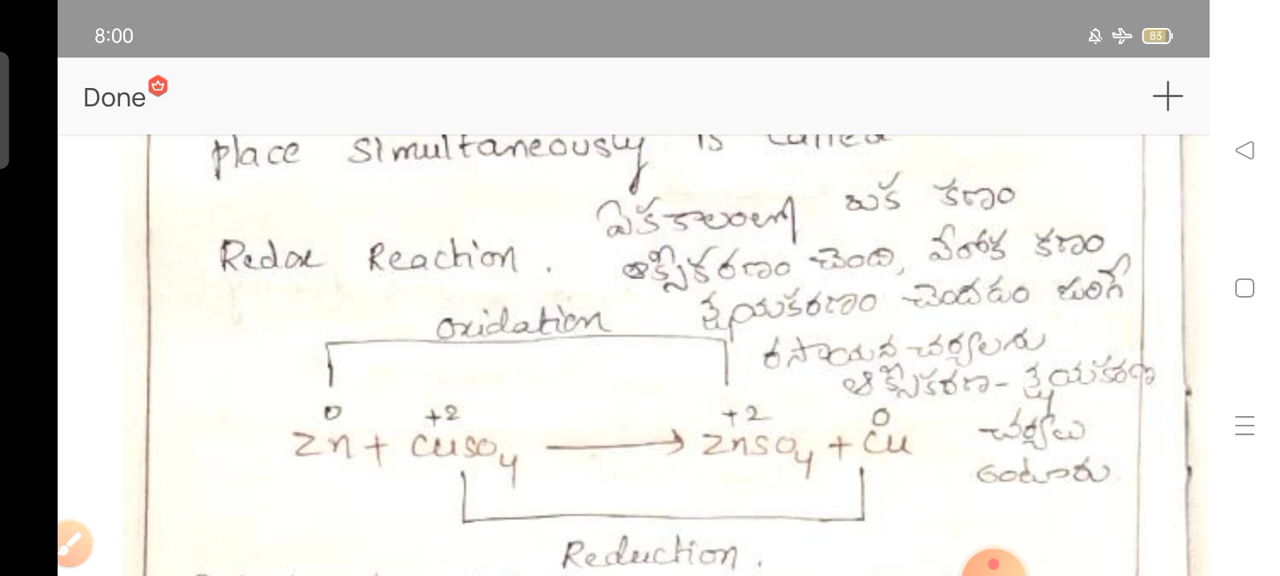 8:00
83
Done
place simultaneously is called
ఏకకాలంలో ఒక కణం
Redox Reaction . ఆక్సీకరణం చెంది, వేరొక కణం
oxidation క్షయకరణం చెందడం జరిగే
రసాయన చర్యలను
ఆక్సీకరణ-క్షయకరణ
0 +2 +2 0
Zn + CuSO4 → ZnSO4 + Cu చర్యలు
అంటారు.
Reduction.